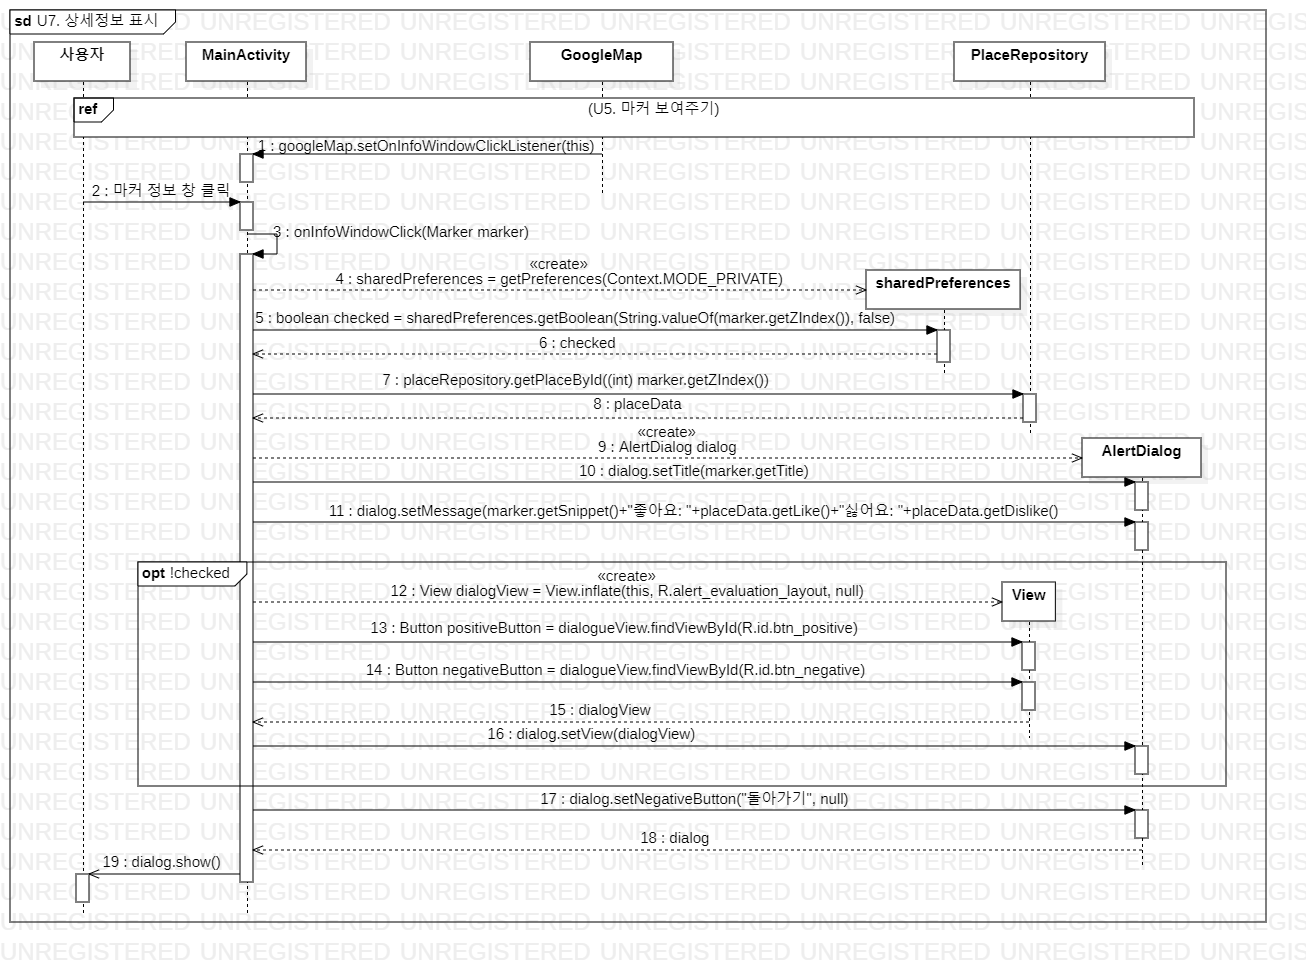 sd U7. 상세정보 표시
사용자
MainActivity
GoogleMap
PlaceRepository
ref
(U5. 마커 보여주기)
1 : googleMap.setOnInfoWindowClickListener(this)
2 : 마커 정보 창 클릭
3 : onInfoWindowClick(Marker marker)
«create»
4 : sharedPreferences = getPreferences(Context.MODE_PRIVATE)
sharedPreferences
5 : boolean checked = sharedPreferences.getBoolean(String.valueOf(marker.getZIndex()), false)
6 : checked
7 : placeRepository.getPlaceById((int) marker.getZIndex())
8 : placeData
«create»
9 : AlertDialog dialog
AlertDialog
10 : dialog.setTitle(marker.getTitle)
11 : dialog.setMessage(marker.getSnippet()+"좋아요: "+placeData.getLike()+"싫어요: "+placeData.getDislike()
opt !checked
«create»
12 : View dialogView = View.inflate(this, R.alert_evaluation_layout, null)
View
13 : Button positiveButton = dialogueView.findViewById(R.id.btn_positive)
14 : Button negativeButton = dialogueView.findViewById(R.id.btn_negative)
15 : dialogView
16 : dialog.setView(dialogView)
17 : dialog.setNegativeButton("돌아가기", null)
18 : dialog
19 : dialog.show()
UNREGISTERED